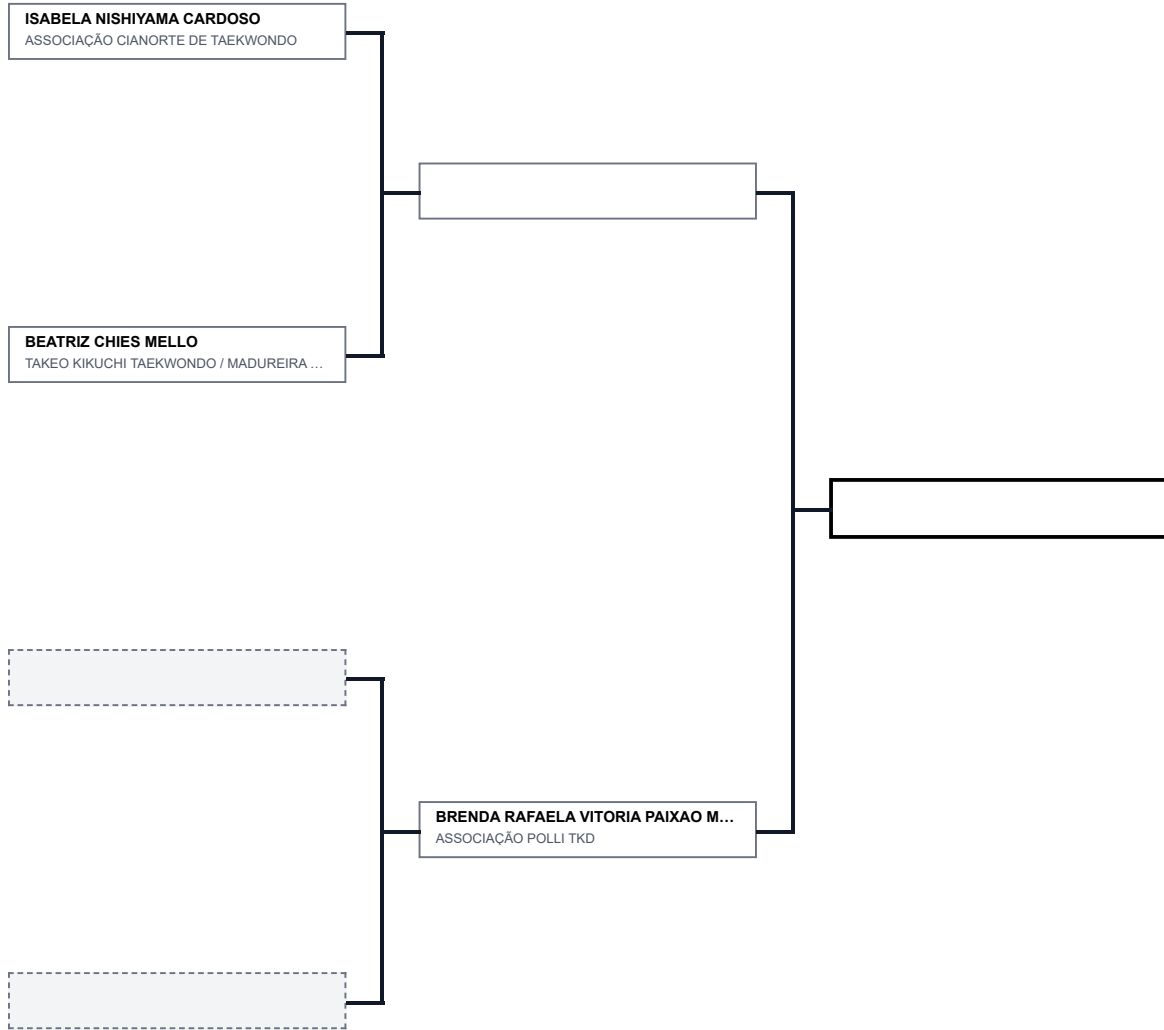 ISABELA NISHIYAMA CARDOSO
ASSOCIAÇÃO CIANORTE DE TAEKWONDO
BEATRIZ CHIES MELLO
TAKEO KIKUCHI TAEKWONDO / MADUREIRA …
BRENDA RAFAELA VITORIA PAIXAO M…
ASSOCIAÇÃO POLLI TKD